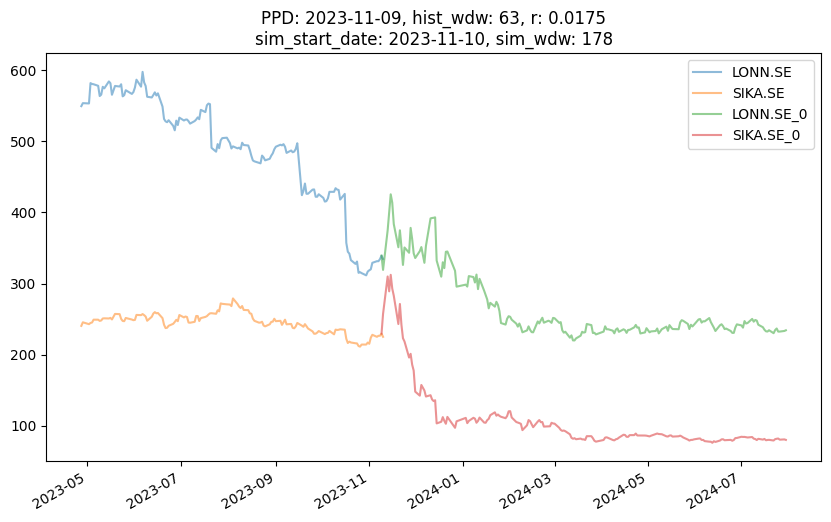 PPD: 2023-11-09, hist_wdw: 63, r: 0.0175
sim_start_date: 2023-11-10, sim_wdw: 178
LONN.SE
SIKA.SE
LONN.SE_0
SIKA.SE_0
600
500
400
300
200
100
2023-05
2023-07
2023-09
2023-11
2024-01
2024-03
2024-05
2024-07